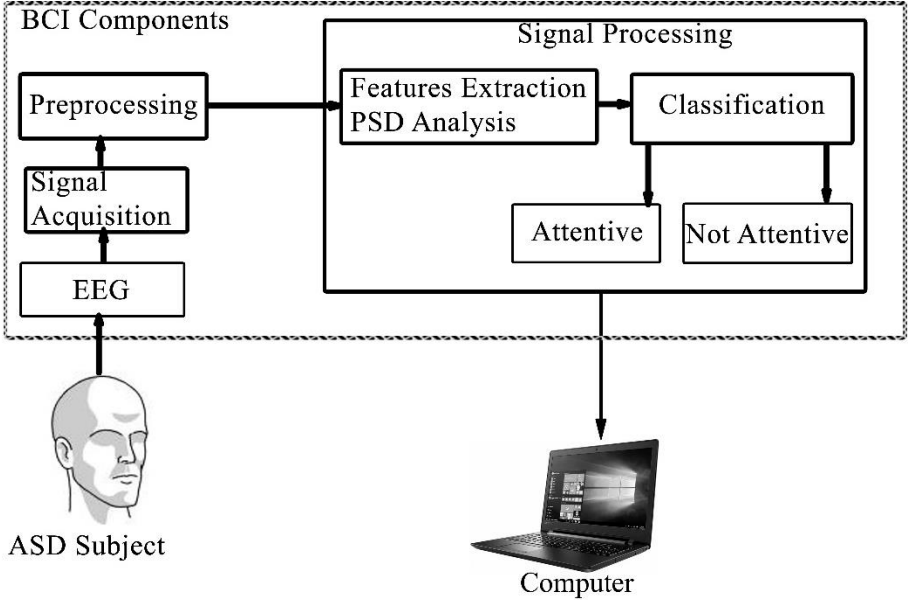 BCI Components
Signal Processing
Preprocessing
Features Extraction
PSD Analysis
Classification
Signal
Acquisition
Attentive
Not Attentive
EEG
ASD Subject
Computer